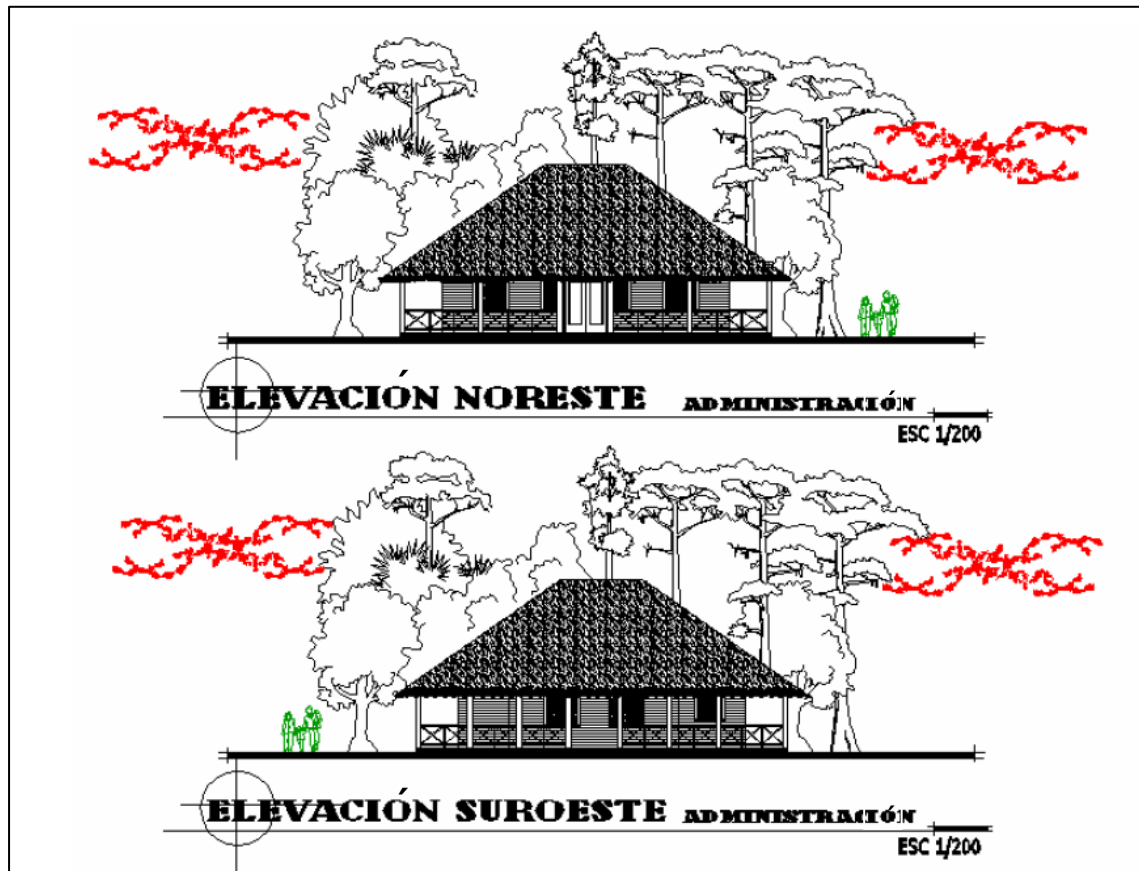 ELEVACIÓN NORESTE ADMINISTRACIÓN
ESC 1/200
ELEVACIÓN SUROESTE ADMINISTRACIÓN
ESC 1/200